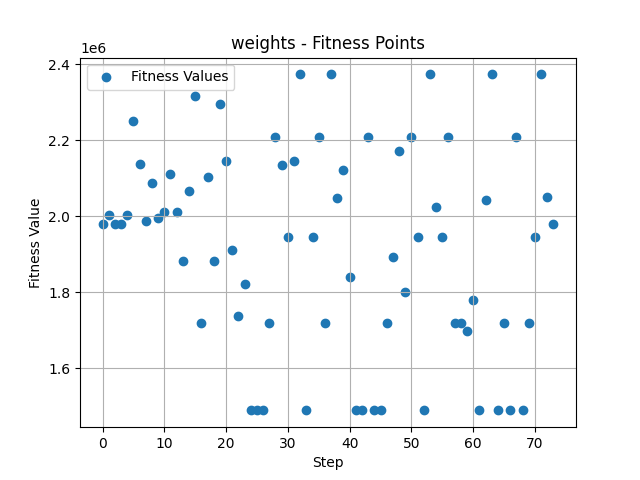 weights - Fitness Points
1e6
Fitness Values
2.4
2.2
2.0
1.8
1.6
Fitness Value
0 10 20 30 40 50 60 70
Step